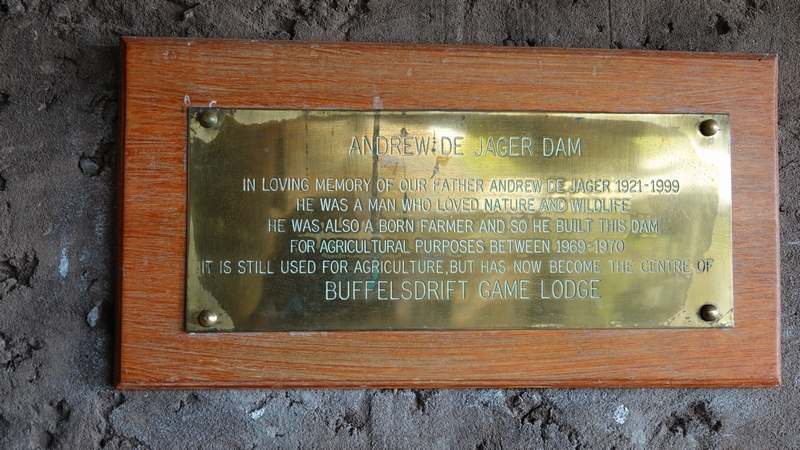 ANDREW DE JAGER DAM
IN LOVING MEMORY OF OUR FATHER ANDREW DE JAGER 1921-1999
HE WAS A MAN WHO LOVED NATURE AND WILDLIFE
HE WAS ALSO A BORN FARMER AND SO HE BUILT THIS DAM
FOR AGRICULTURAL PURPOSES BETWEEN 1969-1970
IT IS STILL USED FOR AGRICULTURE,BUT HAS NOW BECOME THE CENTRE OF
BUFFELSDRIFT GAME LODGE